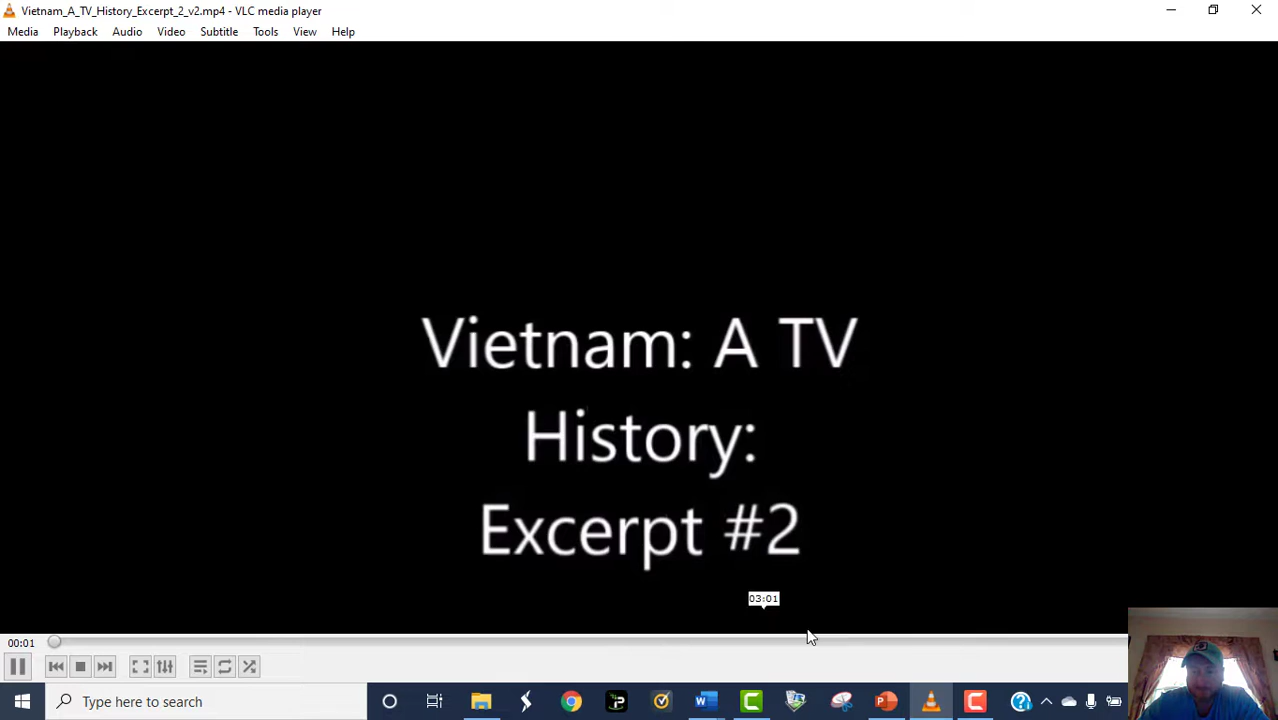 Vietnam_A_TV_History_Excerpt_2_v2.mp4 - VLC media player
Media Playback Audio Video Subtitle Tools View Help
Vietnam: A TV
History:
Excerpt #2
03:01
00:01
Type here to search